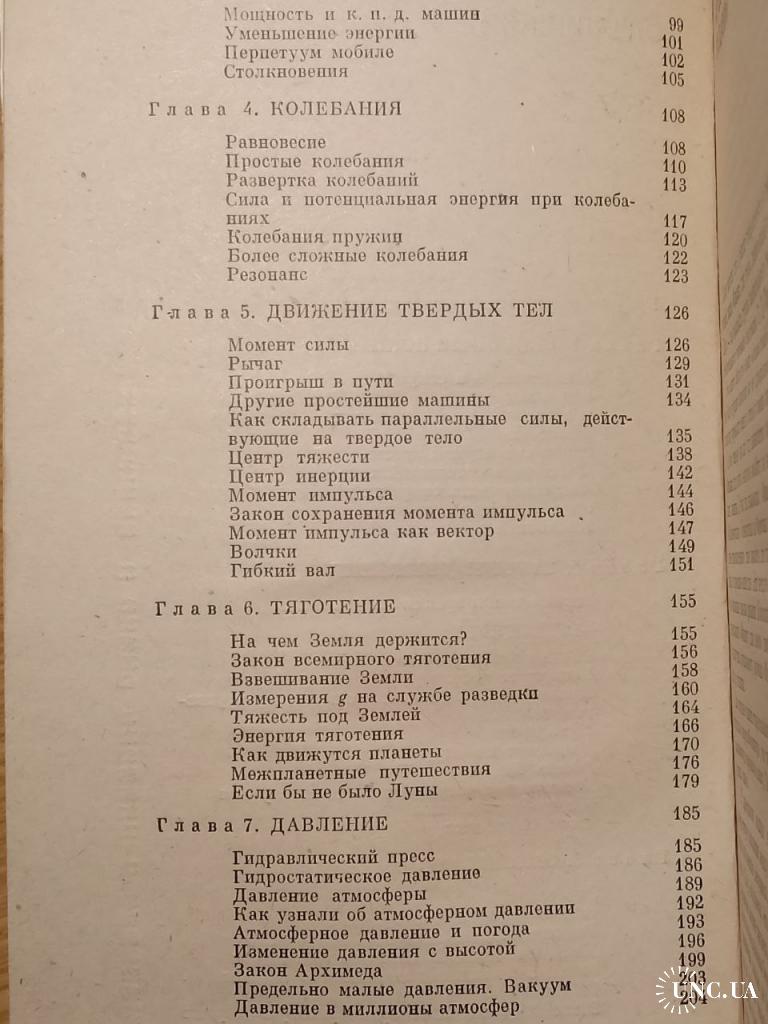 Мощность и к. п. д. машин 99
Уменьшение энергии 101
Перпетуум мобиле 102
Столкновения 105
Глава 4. КОЛЕБАНИЯ 108
Равновесие 108
Простые колебания 110
Развертка колебаний 113
Сила и потенциальная энергия при колеба-
ниях 117
Колебания пружин 120
Более сложные колебания 122
Резонанс 123
Глава 5. ДВИЖЕНИЕ ТВЕРДЫХ ТЕЛ 126
Момент силы 126
Рычаг 129
Проигрыш в пути 131
Другие простейшие машины 134
Как складывать параллельные силы, дейст-
вующие на твердое тело 135
Центр тяжести 138
Центр инерции 142
Момент импульса 144
Закон сохранения момента импульса 146
Момент импульса как вектор 147
Волчки 149
Гибкий вал 151
Глава 6. ТЯГОТЕНИЕ 155
На чем Земля держится? 155
Закон всемирного тяготения 156
Взвешивание Земли 158
Измерения g на службе разведки 160
Тяжесть под Землей 164
Энергия тяготения 166
Как движутся планеты 170
Межпланетные путешествия 176
Если бы не было Луны 179
Глава 7. ДАВЛЕНИЕ 185
Гидравлический пресс 185
Гидростатическое давление 186
Давление атмосферы 189
Как узнали об атмосферном давлении 192
Атмосферное давление и погода 193
Изменение давления с высотой 196
Закон Архимеда 199
Предельно малые давления. Вакуум 203
Давление в миллионы атмосфер 204
UNC.UA